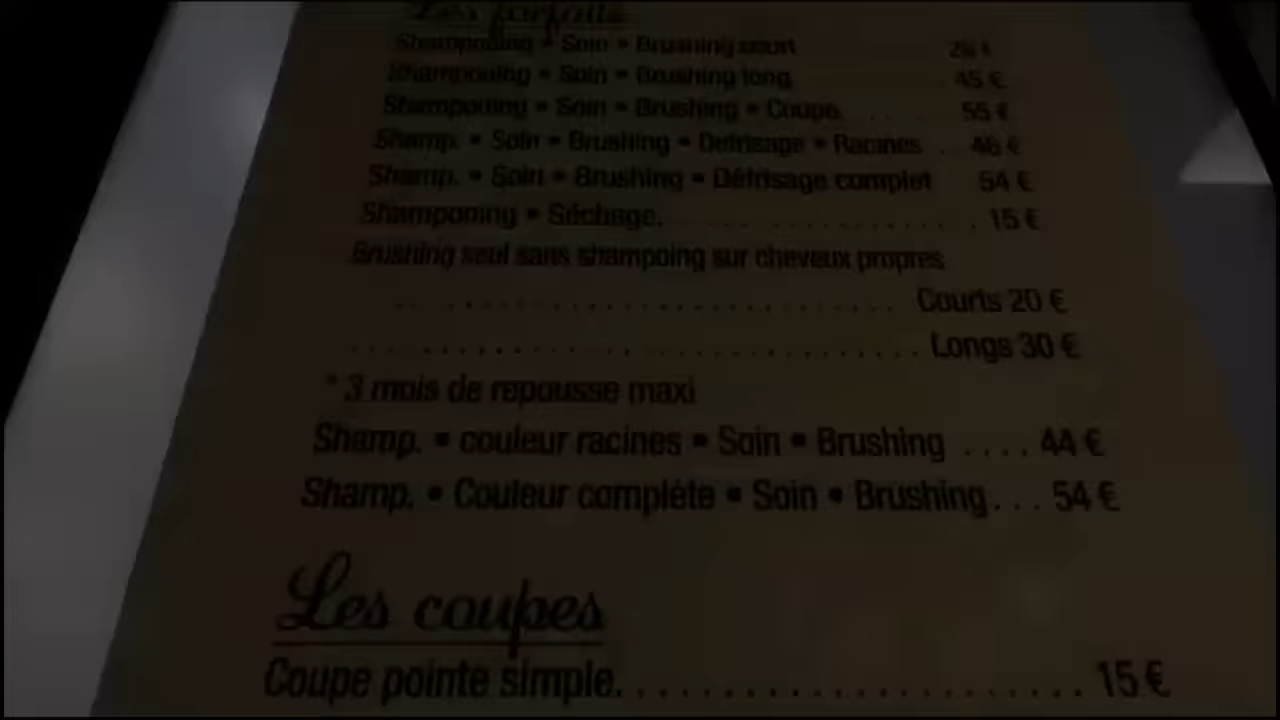 Les forfaits
Shampooing • Soin • Brushing court
Shampooing • Soin • Brushing long 45 €
Shampooing • Soin • Brushing • Coupe. . . . 55 €
Shamp. • Soin • Brushing • Defrisage • Racines .. 46 €
Shamp. • Soin • Brushing • Défrisage complet 54 €
Shampooing • Séchage. . . . . . . . . . . . . . . 15 €
Brushing seul sans shampoing sur cheveux propres
. . . . . . . . . . . . . . . . . . . . . . . Courts 20 €
. . . . . . . . . . . . . . . . . . . . . . . . . . Longs 30 €
* 3 mois de repousse maxi
Shamp. • couleur racines • Soin • Brushing .... 44 €
Shamp. • Couleur complète • Soin • Brushing... 54 €
Les coupes
Coupe pointe simple. . . . . . . . . . . . . . . . . . . 15 €